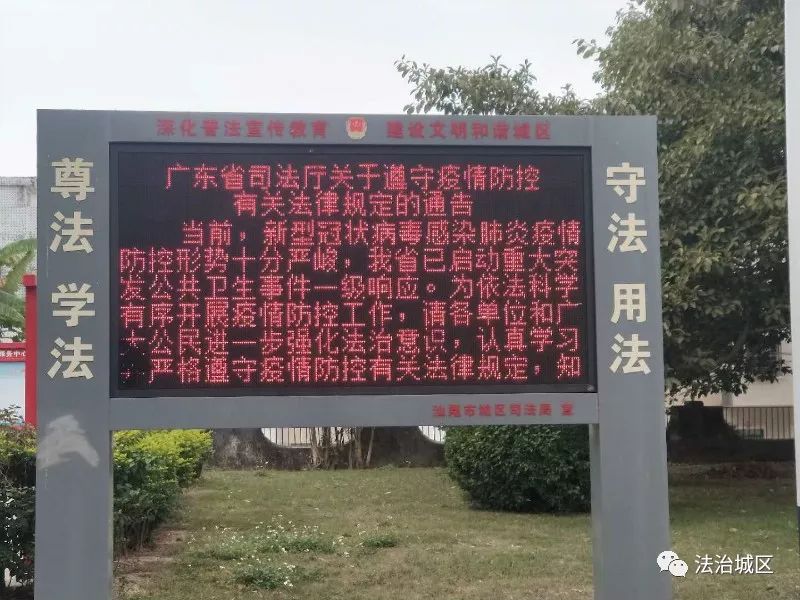 深化普法宣传教育 建设文明和谐城区
尊法 学法
广东省司法厅关于遵守疫情防控
有关法律规定的通告
当前，新型冠状病毒感染肺炎疫情
防控形势十分严峻，我省已启动重大突
发公共卫生事件一级响应。为依法科学
有序开展疫情防控工作，请各单位和广
大公民进一步强化法治意识，认真学习
、严格遵守疫情防控有关法律规定，知
守法 用法
汕尾市城区司法局 宣
服务中心
法治城区